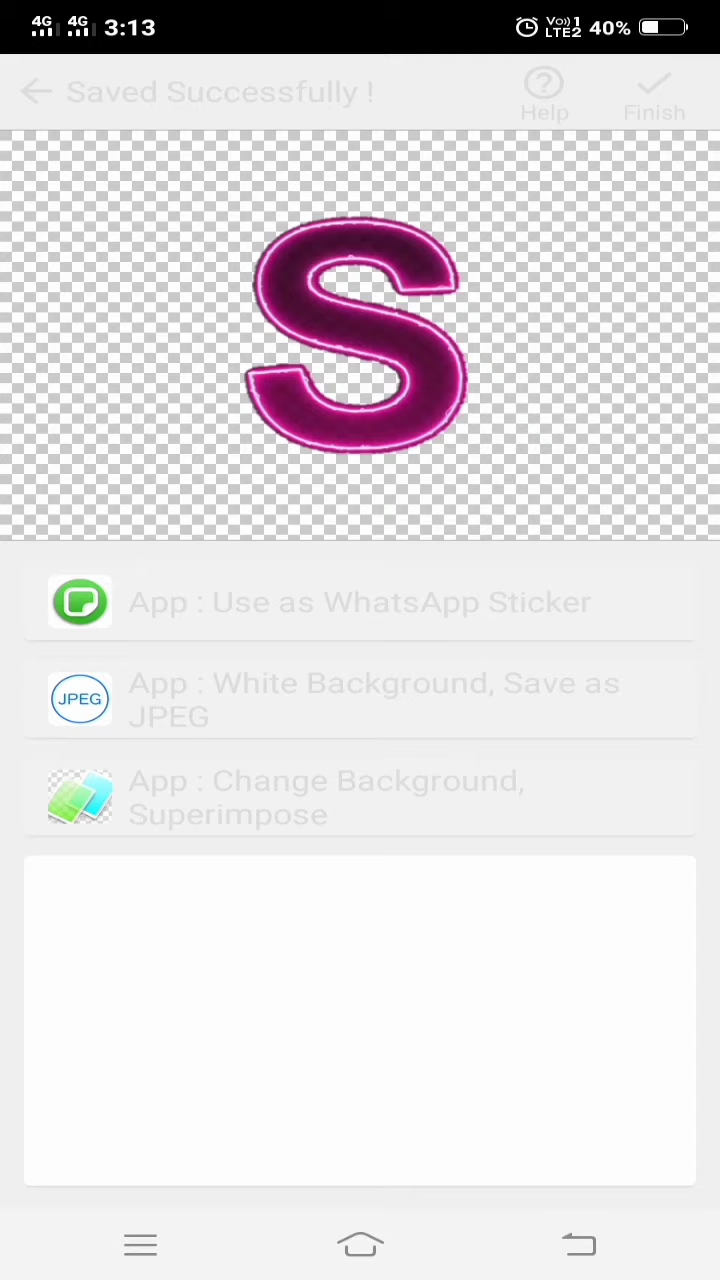 4G 4G 3:13 Vo)) 1 LTE2 40%
Saved Successfully !
Help
Finish
S
App : Use as WhatsApp Sticker
JPEG
App : White Background, Save as
JPEG
App : Change Background,
Superimpose